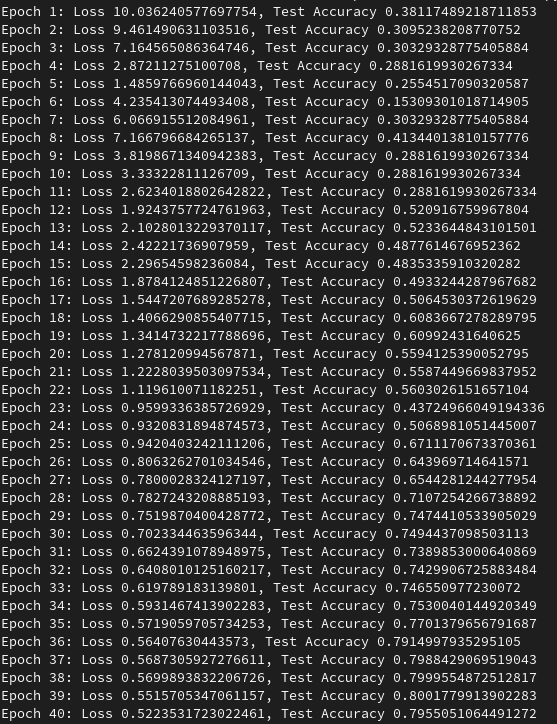 Epoch 1: Loss 10.036240577697754, Test Accuracy 0.38117489218711853
Epoch 2: Loss 9.461490631103516, Test Accuracy 0.3095238208770752
Epoch 3: Loss 7.164565086364746, Test Accuracy 0.30329328775405884
Epoch 4: Loss 2.87211275100708, Test Accuracy 0.2881619930267334
Epoch 5: Loss 1.4859766960144043, Test Accuracy 0.2554517090320587
Epoch 6: Loss 4.235413074493408, Test Accuracy 0.15309301018714905
Epoch 7: Loss 6.066915512084961, Test Accuracy 0.30329328775405884
Epoch 8: Loss 7.166796684265137, Test Accuracy 0.41344013810157776
Epoch 9: Loss 3.8198671340942383, Test Accuracy 0.2881619930267334
Epoch 10: Loss 3.33322811126709, Test Accuracy 0.2881619930267334
Epoch 11: Loss 2.6234018802642822, Test Accuracy 0.2881619930267334
Epoch 12: Loss 1.9243757724761963, Test Accuracy 0.520916759967804
Epoch 13: Loss 2.1028013229370117, Test Accuracy 0.5233644843101501
Epoch 14: Loss 2.42221736907959, Test Accuracy 0.4877614676952362
Epoch 15: Loss 2.29654598236084, Test Accuracy 0.4835335910320282
Epoch 16: Loss 1.8784124851226807, Test Accuracy 0.4933244287967682
Epoch 17: Loss 1.5447207689285278, Test Accuracy 0.5064530372619629
Epoch 18: Loss 1.4066290855407715, Test Accuracy 0.6083667278289795
Epoch 19: Loss 1.3414732217788696, Test Accuracy 0.60992431640625
Epoch 20: Loss 1.278120994567871, Test Accuracy 0.5594125390052795
Epoch 21: Loss 1.2228039503097534, Test Accuracy 0.5587449669837952
Epoch 22: Loss 1.119610071182251, Test Accuracy 0.5603026151657104
Epoch 23: Loss 0.9599336385726929, Test Accuracy 0.43724966049194336
Epoch 24: Loss 0.9320831894874573, Test Accuracy 0.5068981051445007
Epoch 25: Loss 0.9420403242111206, Test Accuracy 0.6711170673370361
Epoch 26: Loss 0.8063262701034546, Test Accuracy 0.643969714641571
Epoch 27: Loss 0.7800028324127197, Test Accuracy 0.6544281244277954
Epoch 28: Loss 0.7827243208885193, Test Accuracy 0.7107254266738892
Epoch 29: Loss 0.7519870400428772, Test Accuracy 0.7474410533905029
Epoch 30: Loss 0.702334463596344, Test Accuracy 0.7494437098503113
Epoch 31: Loss 0.6624391078948975, Test Accuracy 0.7389853000640869
Epoch 32: Loss 0.6408010125160217, Test Accuracy 0.7429906725883484
Epoch 33: Loss 0.619789183139801, Test Accuracy 0.746550977230072
Epoch 34: Loss 0.5931467413902283, Test Accuracy 0.7530040144920349
Epoch 35: Loss 0.5719059705734253, Test Accuracy 0.7701379656791687
Epoch 36: Loss 0.56407630443573, Test Accuracy 0.7914997935295105
Epoch 37: Loss 0.5687305927276611, Test Accuracy 0.7988429069519043
Epoch 38: Loss 0.5699893832206726, Test Accuracy 0.7999554872512817
Epoch 39: Loss 0.5515705347061157, Test Accuracy 0.8001779913902283
Epoch 40: Loss 0.5223531723022461, Test Accuracy 0.7955051064491272